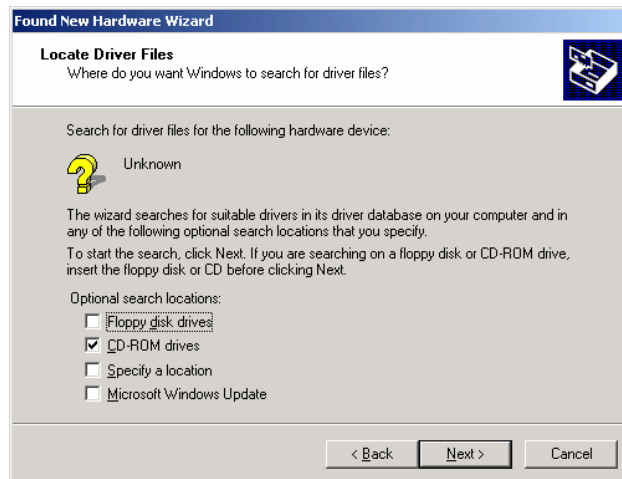 Found New Hardware Wizard
Locate Driver Files
Where do you want Windows to search for driver files?
Search for driver files for the following hardware device:
Unknown
The wizard searches for suitable drivers in its driver database on your computer and in
any of the following optional search locations that you specify.
To start the search, click Next. If you are searching on a floppy disk or CD-ROM drive,
insert the floppy disk or CD before clicking Next.
Optional search locations:
Floppy disk drives
CD-ROM drives
Specify a location
Microsoft Windows Update
< Back Next > Cancel